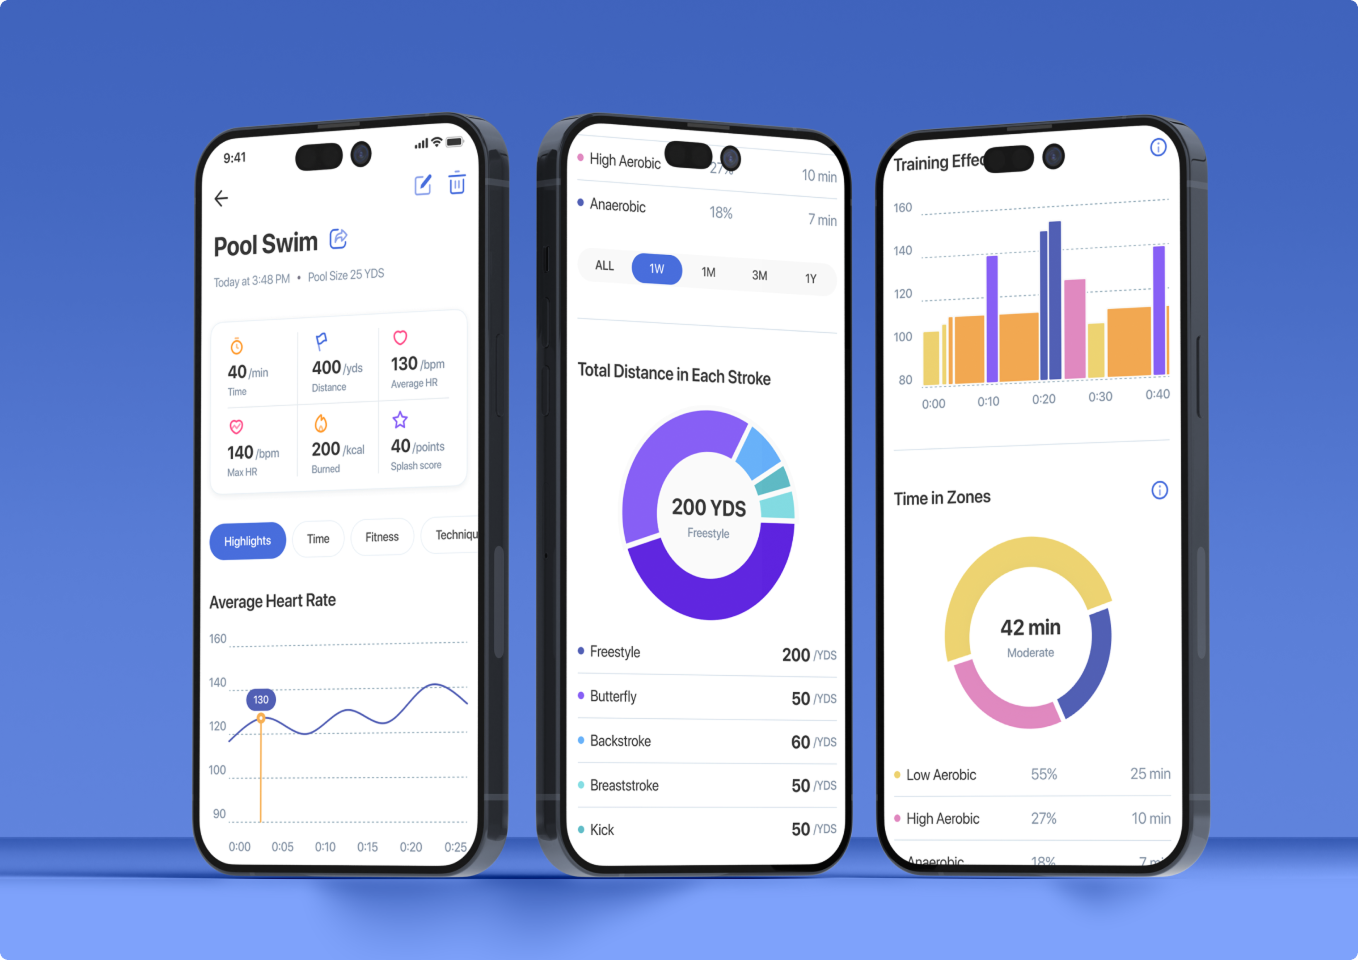 9:41
Pool Swim
Today at 3:48 PM • Pool Size 25 YDS
40 /min
Time
400 /yds
Distance
130 /bpm
Average HR
140 /bpm
Max HR
200 /kcal
Burned
40 /points
Splash score
Highlights Time Fitness Techniqu
Average Heart Rate
160
140
130
120
100
90
0:00 0:05 0:10 0:15 0:20 0:25
High Aerobic 27% 10 min
Anaerobic 18% 7 min
ALL 1W 1M 3M 1Y
Total Distance in Each Stroke
200 YDS
Freestyle
Freestyle 200 /YDS
Butterfly 50 /YDS
Backstroke 60 /YDS
Breaststroke 50 /YDS
Kick 50 /YDS
Training Effec
160
140
120
100
80
0:00 0:10 0:20 0:30 0:40
Time in Zones
42 min
Moderate
Low Aerobic 55% 25 min
High Aerobic 27% 10 min
Anaerobic 18% 7 min